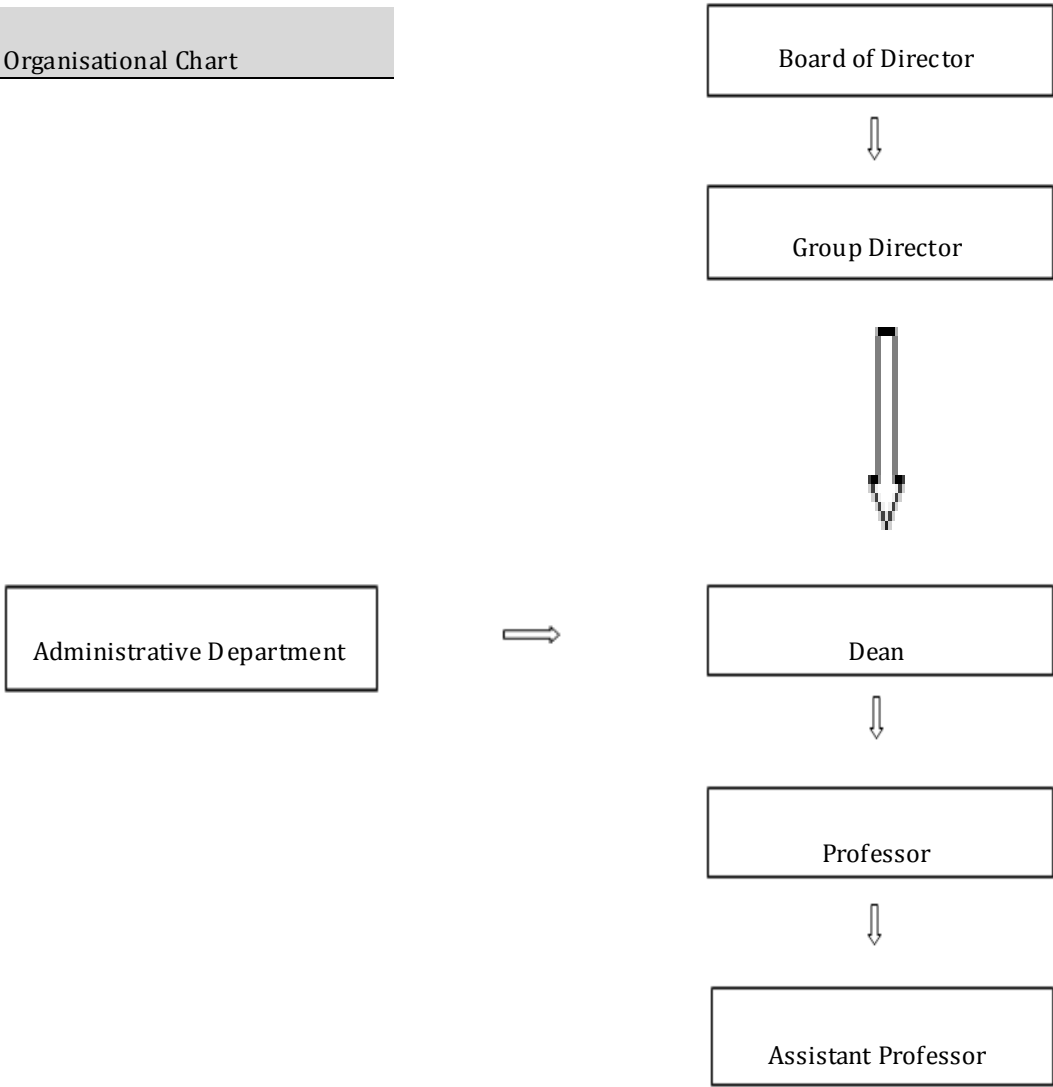 Organisational Chart
Board of Director
Group Director
Administrative Department
Dean
Professor
Assistant Professor